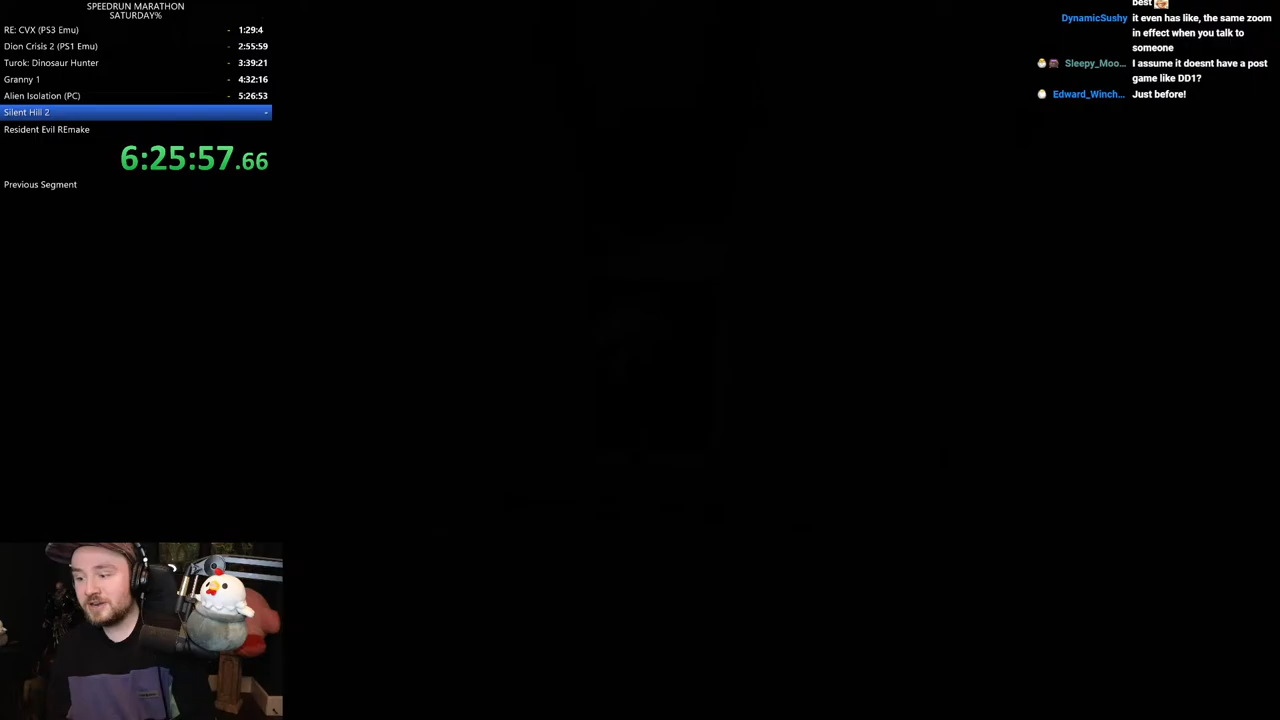 SPEEDRUN MARATHON
SATURDAY%
RE: CVX (PS3 Emu) - 1:29:4
Dion Crisis 2 (PS1 Emu) - 2:55:59
Turok: Dinosaur Hunter - 3:39:21
Granny 1 - 4:32:16
Alien Isolation (PC) - 5:26:53
Silent Hill 2 -
Resident Evil REmake
6:25:57.66
Previous Segment
best
DynamicSushy it even has like, the same zoom
in effect when you talk to
someone
Sleepy_Moo... I assume it doesnt have a post
game like DD1?
Edward_Winch... Just before!